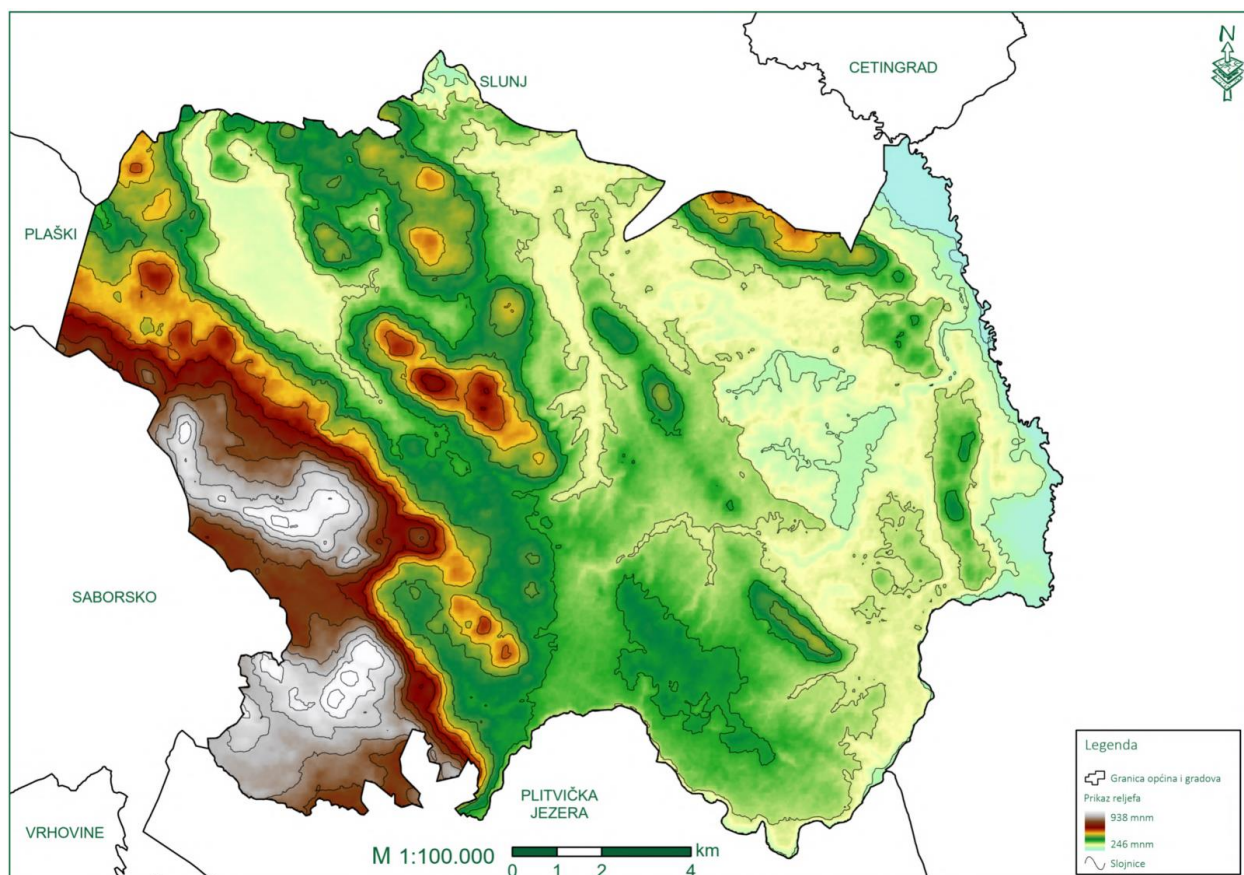 N
CETINGRAD
SLUNJ
PLAŠKI
SABORSKO
VRHOVINE
PLITVIČKA
JEZERA
M 1:100.000
km
0 1 2 4
Legenda
Granica općina i gradova
Prikaz reljefa
938 mnm
246 mnm
Slojnice